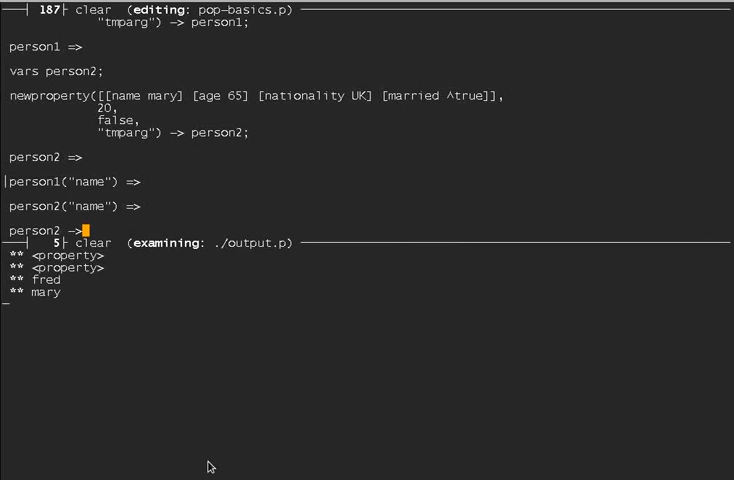 187 clear (editing: pop-basics.p)
"tmparg") -> person1;
person1 =>
vars person2;
newproperty([[name mary] [age 65] [nationality UK] [married ^true]],
20,
false,
"tmparg") -> person2;
person2 =>
person1("name") =>
person2("name") =>
person2 ->
5 clear (examining: ./output.p)
** <property>
** <property>
** fred
** mary